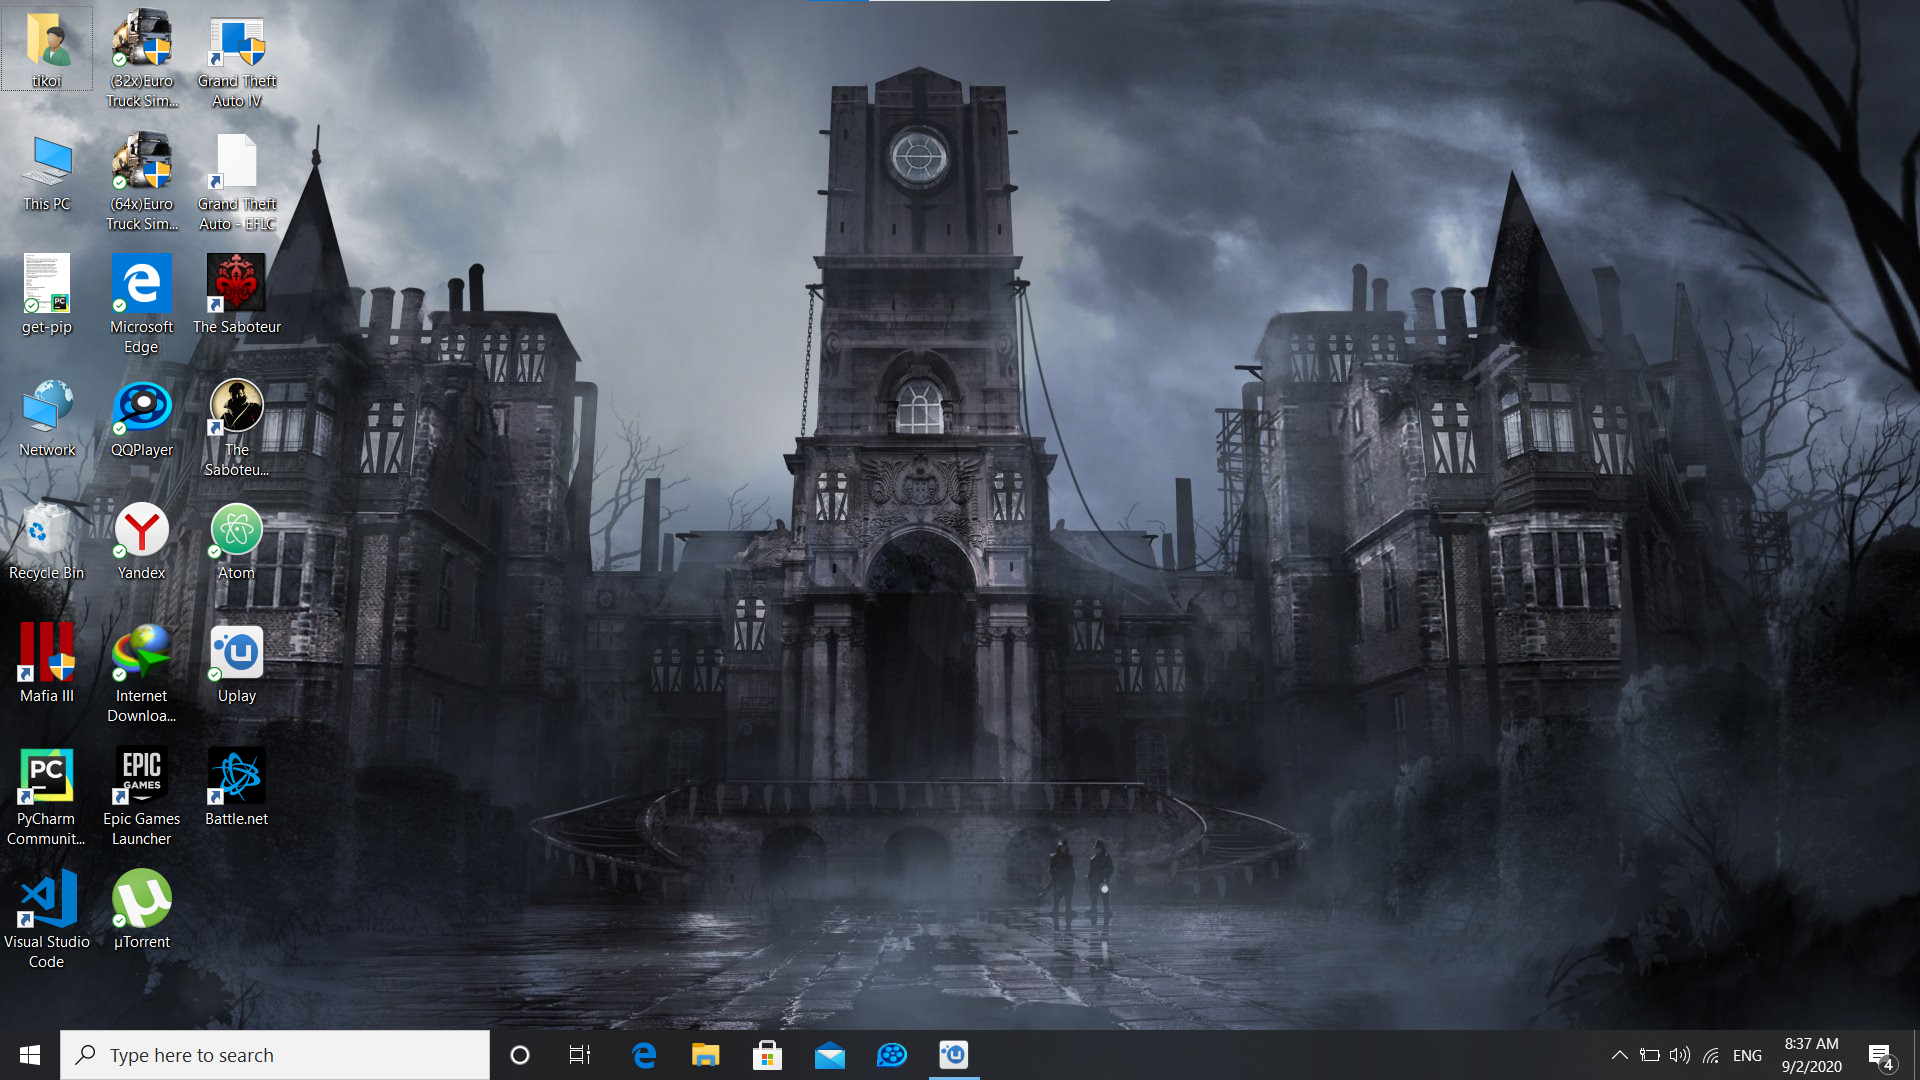 tikoi
This PC
get-pip
Network
Recycle Bin
Mafia III
PC
PyCharm
Communit...
Visual Studio
Code
(32x)Euro
Truck Sim...
(64x)Euro
Truck Sim...
Microsoft
Edge
QQPlayer
Yandex
Internet
Downloa...
EPIC
GAMES
Epic Games
Launcher
µTorrent
Grand Theft
Auto IV
Grand Theft
Auto - EFLC
The Saboteur
The
Saboteu...
Atom
Uplay
Battle.net
Type here to search
ENG
8:37 AM
9/2/2020
4